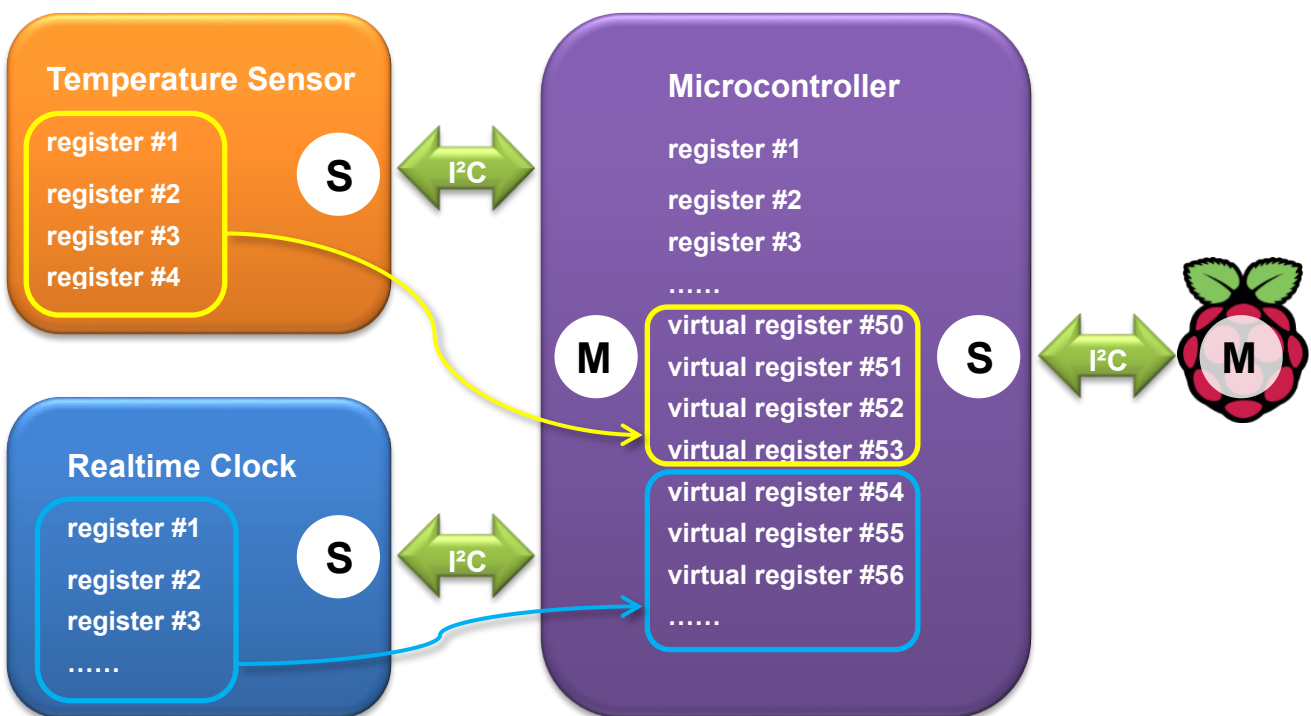 Temperature Sensor
register #1
register #2
register #3
register #4
S
I²C
Realtime Clock
register #1
register #2
register #3
......
S
I²C
Microcontroller
register #1
register #2
register #3
......
virtual register #50
virtual register #51
virtual register #52
virtual register #53
virtual register #54
virtual register #55
virtual register #56
......
M
S
I²C
M